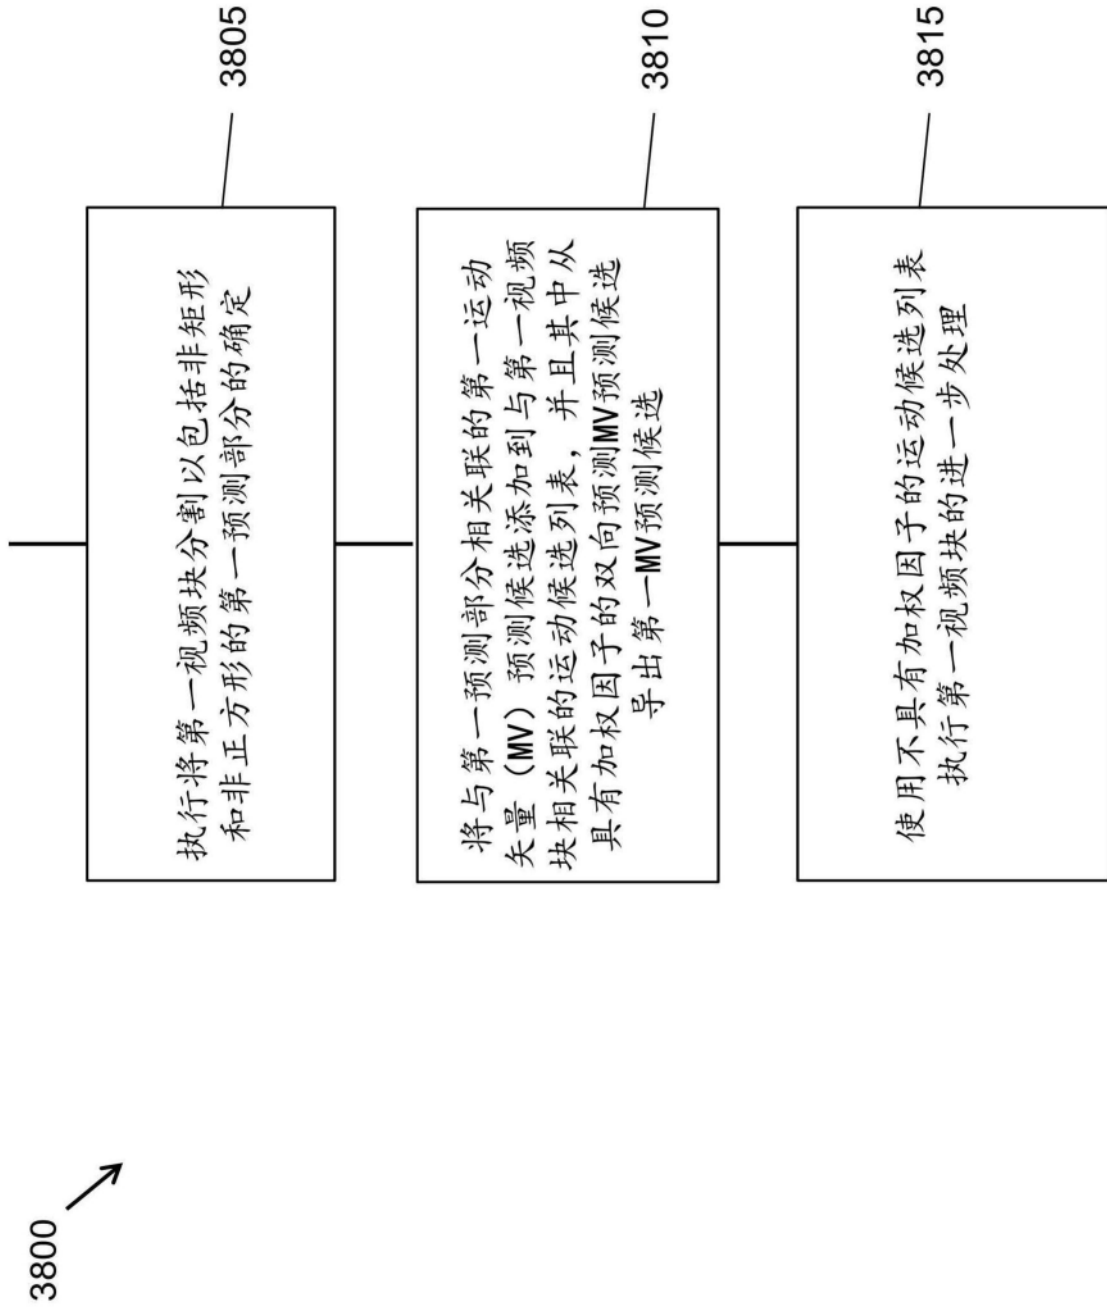 3800
执行将第一视频块分割以包括非矩形
和非正方形的第一预测部分的确定
3805
将与第一预测部分相关联的第一运动
矢量（MV）预测候选添加到与第一视频
块相关联的运动候选列表，并且其中从
具有加权因子的双向预测MV预测候选
导出第一MV预测候选
3810
使用不具有加权因子的运动候选列表
执行第一视频块的进一步处理
3815